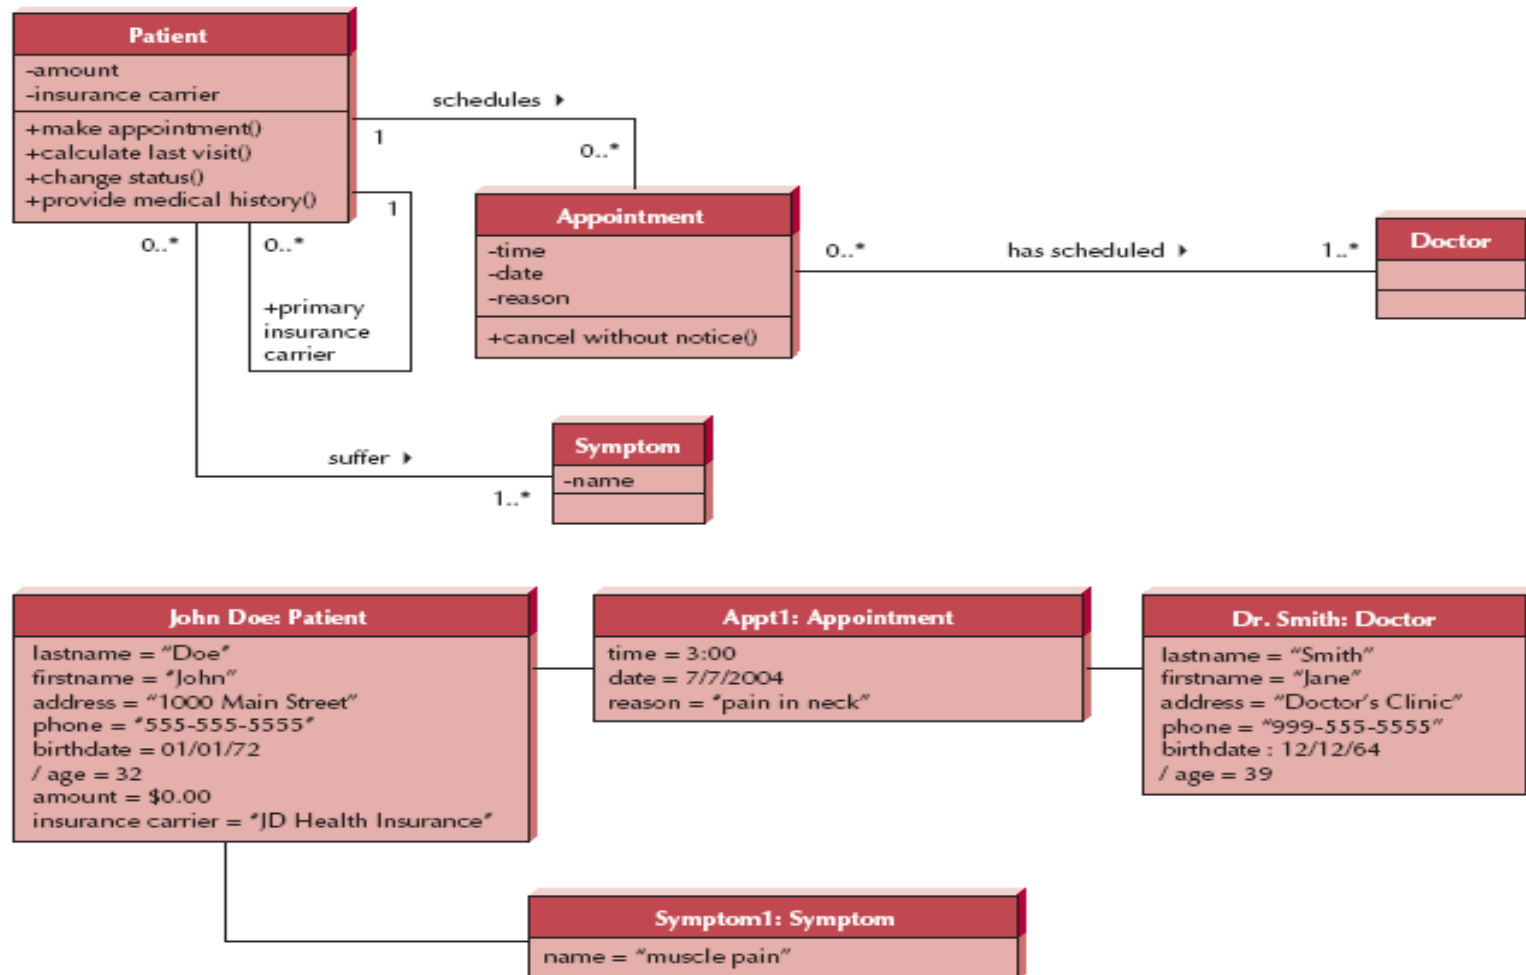 Patient
-amount
-insurance carrier
+make appointment()
+calculate last visit()
+change status()
+provide medical history()
schedules
1
0..*
1
0..*
0..*
+primary
insurance
carrier
Appointment
-time
-date
-reason
+cancel without notice()
0..*
has scheduled
1..*
Doctor
suffer
1..*
Symptom
-name
John Doe: Patient
lastname = "Doe"
firstname = "John"
address = "1000 Main Street"
phone = "555-555-5555"
birthdate = 01/01/72
/ age = 32
amount = $0.00
insurance carrier = "JD Health Insurance"
Appt1: Appointment
time = 3:00
date = 7/7/2004
reason = "pain in neck"
Dr. Smith: Doctor
lastname = "Smith"
firstname = "Jane"
address = "Doctor's Clinic"
phone = "999-555-5555"
birthdate : 12/12/64
/ age = 39
Symptom1: Symptom
name = "muscle pain"